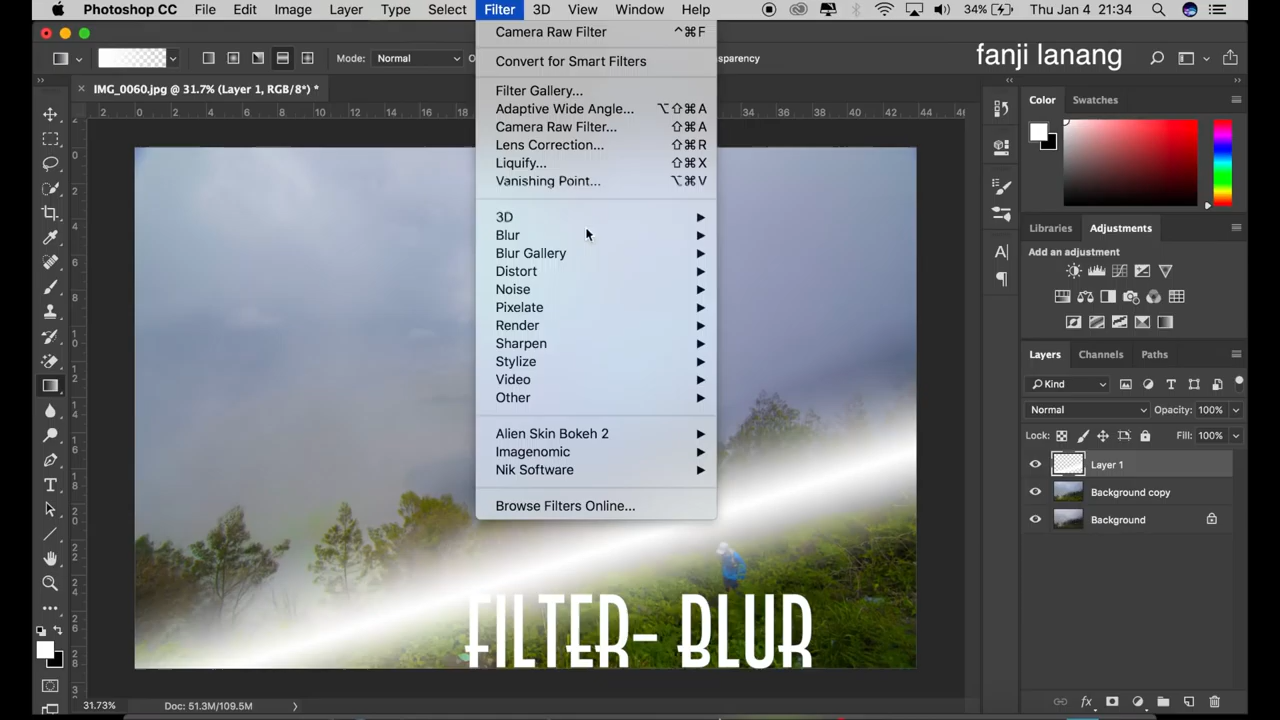 Photoshop CC File Edit Image Layer Type Select Filter 3D View Window Help 34% Thu Jan 4 21:34
Mode: Normal
sparency
fanji lanang
IMG_0060.jpg @ 31.7% (Layer 1, RGB/8*) *
Camera Raw Filter ^⌘F
Convert for Smart Filters
Filter Gallery...
Adaptive Wide Angle... ⌥⇧⌘A
Camera Raw Filter... ⇧⌘A
Lens Correction... ⇧⌘R
Liquify... ⇧⌘X
Vanishing Point... ⌥⌘V
3D
Blur
Blur Gallery
Distort
Noise
Pixelate
Render
Sharpen
Stylize
Video
Other
Alien Skin Bokeh 2
Imagenomic
Nik Software
Browse Filters Online...
FILTER- BLUR
Color Swatches
Libraries Adjustments
Add an adjustment
Layers Channels Paths
Kind
Normal Opacity: 100%
Lock: Fill: 100%
Layer 1
Background copy
Background
31.73% Doc: 51.3M/109.5M